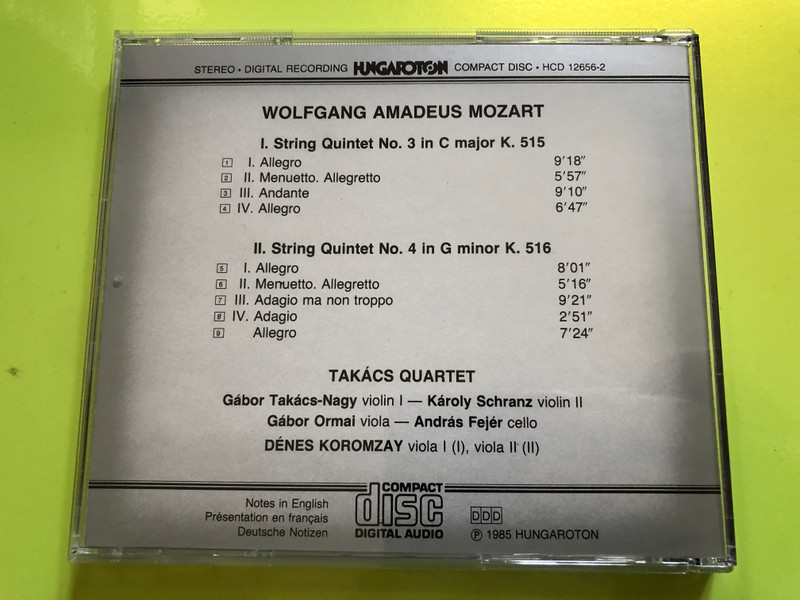 STEREO • DIGITAL RECORDING HUNGAROTON COMPACT DISC • HCD 12656-2
WOLFGANG AMADEUS MOZART
I. String Quintet No. 3 in C major K. 515
1 I. Allegro 9'18"
2 II. Menuetto. Allegretto 5'57"
3 III. Andante 9'10"
4 IV. Allegro 6'47"
II. String Quintet No. 4 in G minor K. 516
5 I. Allegro 8'01"
6 II. Menuetto. Allegretto 5'16"
7 III. Adagio ma non troppo 9'21"
8 IV. Adagio 2'51"
9 Allegro 7'24"
TAKÁCS QUARTET
Gábor Takács-Nagy violin I — Károly Schranz violin II
Gábor Ormai viola — András Fejér cello
DÉNES KOROMZAY viola I (I), viola II (II)
Notes in English
Présentation en français
Deutsche Notizen
COMPACT
disc
DIGITAL AUDIO
DDD
℗ 1985 HUNGAROTON